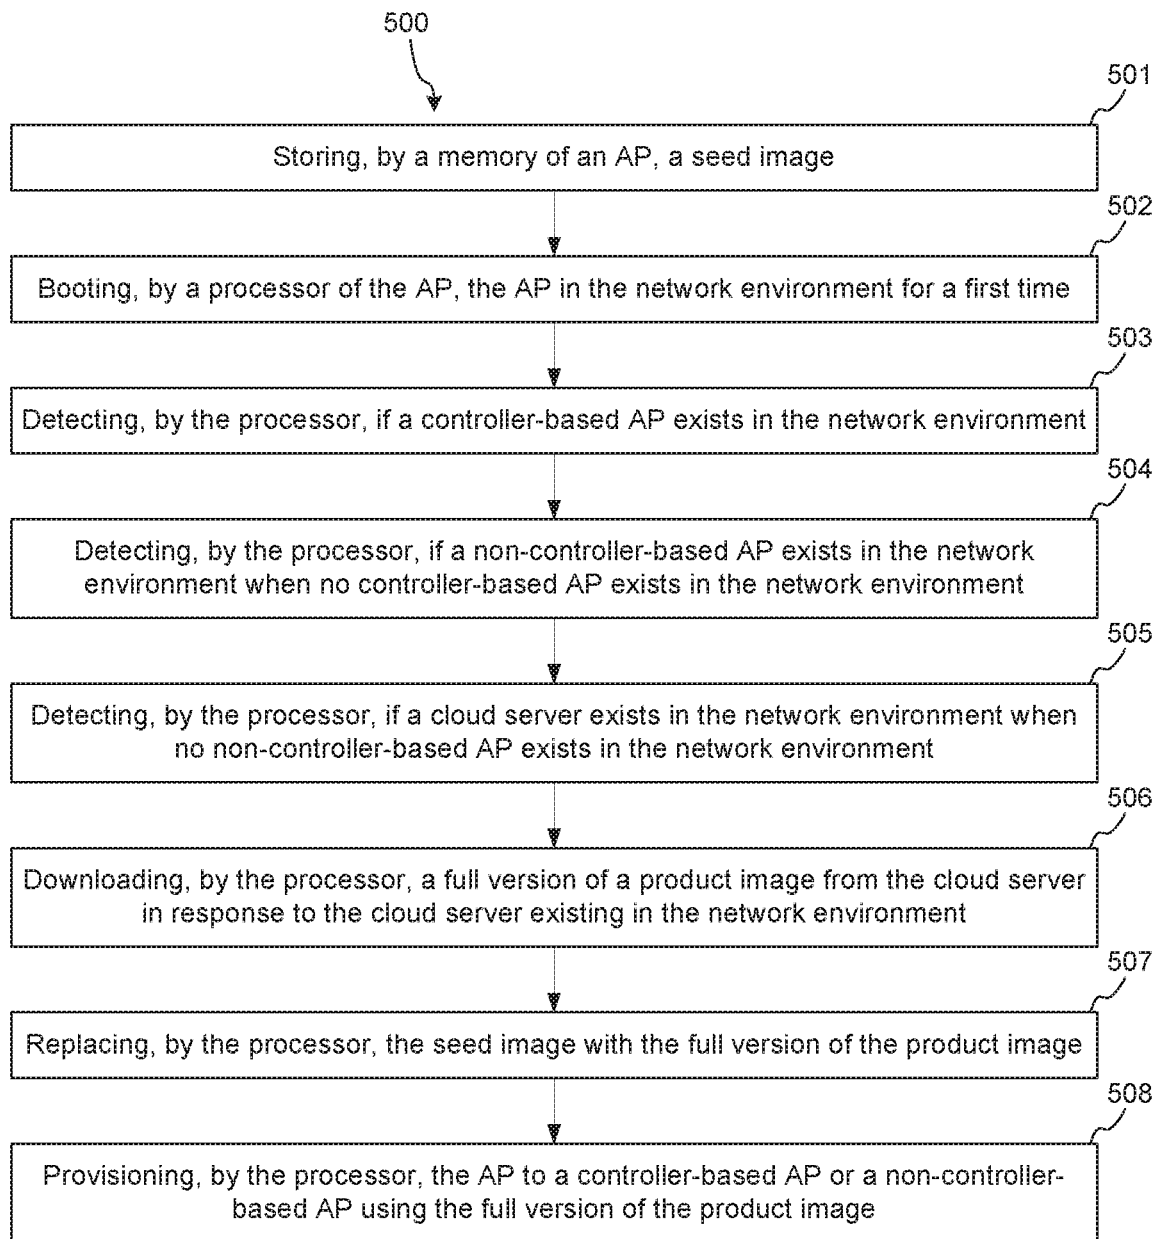 500
501
Storing, by a memory of an AP, a seed image
502
Booting, by a processor of the AP, the AP in the network environment for a first time
503
Detecting, by the processor, if a controller-based AP exists in the network environment
504
Detecting, by the processor, if a non-controller-based AP exists in the network
environment when no controller-based AP exists in the network environment
505
Detecting, by the processor, if a cloud server exists in the network environment when
no non-controller-based AP exists in the network environment
506
Downloading, by the processor, a full version of a product image from the cloud server
in response to the cloud server existing in the network environment
507
Replacing, by the processor, the seed image with the full version of the product image
508
Provisioning, by the processor, the AP to a controller-based AP or a non-controller-
based AP using the full version of the product image